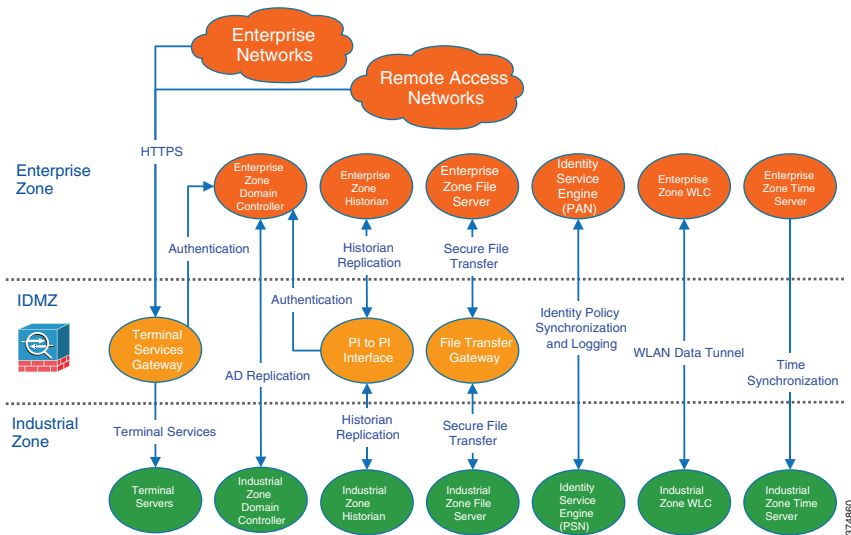 Enterprise
Networks
Remote Access
Networks
HTTPS
Enterprise
Zone
Enterprise
Zone
Domain
Controller
Enterprise
Zone
Historian
Enterprise
Zone File
Server
Identity
Service
Engine
(PAN)
Enterprise
Zone WLC
Enterprise
Zone Time
Server
Authentication
Historian
Replication
Secure File
Transfer
IDMZ
Authentication
Identity Policy
Synchronization
and Logging
Terminal
Services
Gateway
PI to PI
Interface
File Transfer
Gateway
WLAN Data Tunnel
Time
Synchronization
AD Replication
Industrial
Zone
Terminal Services
Historian
Replication
Secure File
Transfer
Terminal
Servers
Industrial
Zone
Domain
Controller
Industrial
Zone
Historian
Industrial
Zone File
Server
Identity
Service
Engine
(PSN)
Industrial
Zone WLC
Industrial
Zone Time
Server
374860